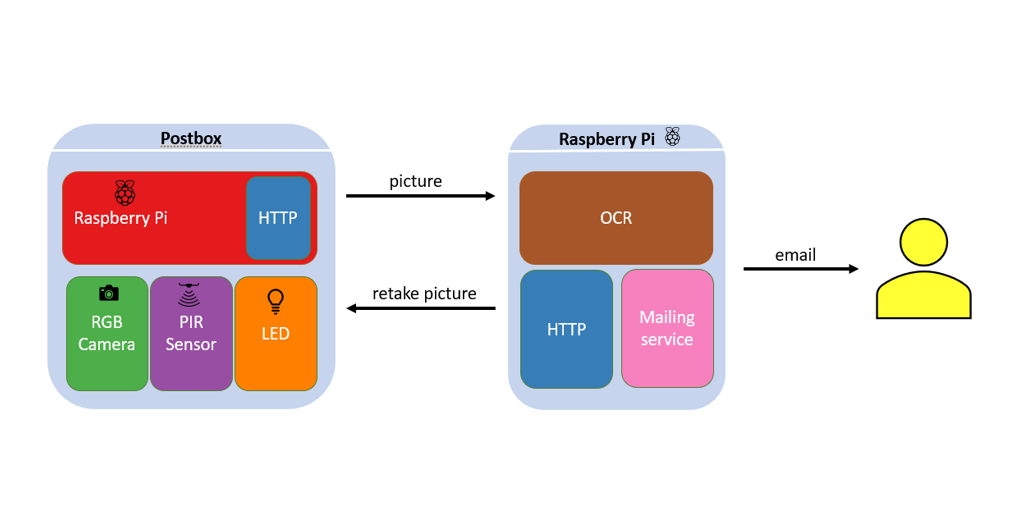 Postbox
Raspberry Pi
HTTP
RGB
Camera
PIR
Sensor
LED
picture
retake picture
Raspberry Pi
OCR
HTTP
Mailing
service
email